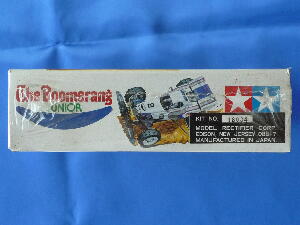 The Boomerang
JUNIOR
KIT NO. 18034
MODEL RECTIFIER CORP.
EDISON, NEW JERSEY 08817
MANUFACTURED IN JAPAN.